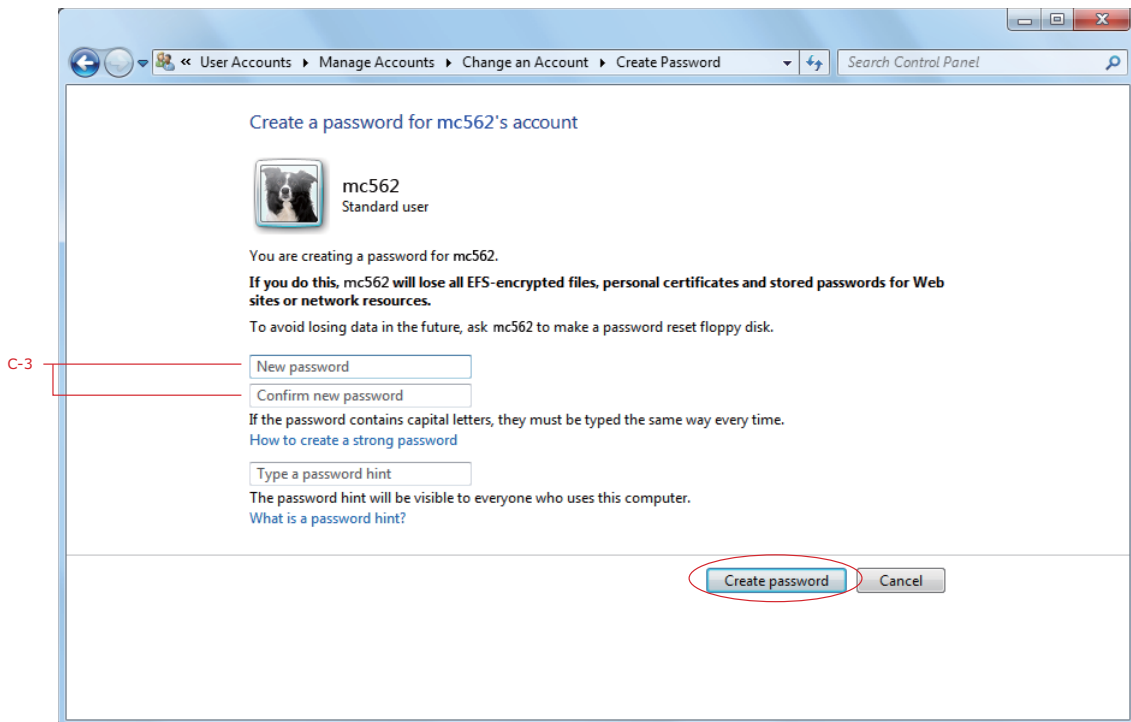 « User Accounts Manage Accounts Change an Account Create Password
Search Control Panel
Create a password for mc562's account
mc562
Standard user
You are creating a password for mc562.
If you do this, mc562 will lose all EFS-encrypted files, personal certificates and stored passwords for Web
sites or network resources.
To avoid losing data in the future, ask mc562 to make a password reset floppy disk.
C-3
New password
Confirm new password
If the password contains capital letters, they must be typed the same way every time.
How to create a strong password
Type a password hint
The password hint will be visible to everyone who uses this computer.
What is a password hint?
Create password
Cancel